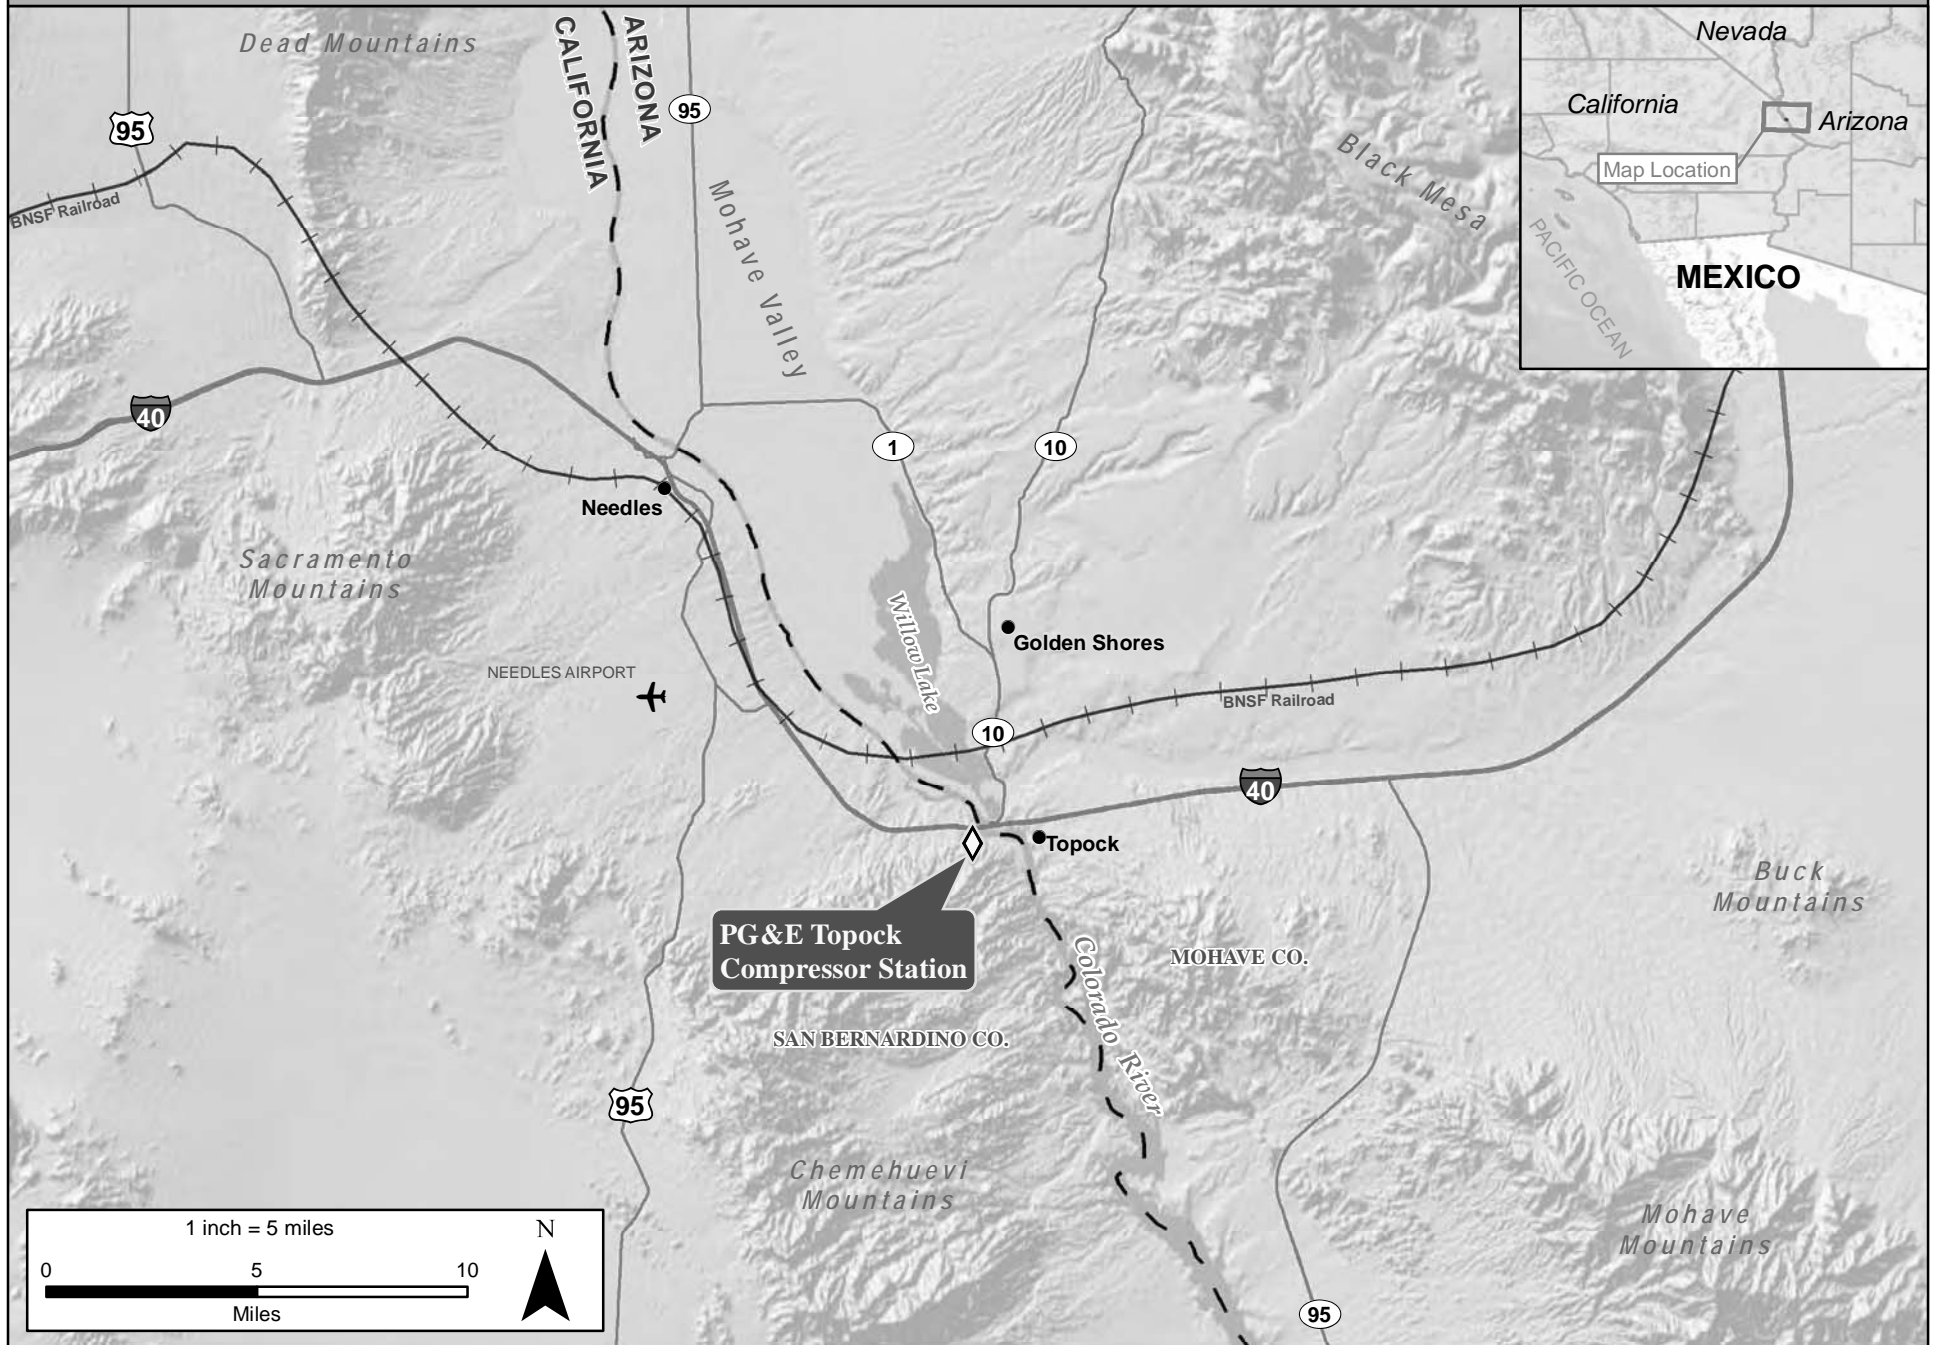 Dead Mountains
CALIFORNIA
ARIZONA
95
95
BNSF Railroad
Mohave Valley
Black Mesa
Nevada
California
Arizona
Map Location
PACIFIC OCEAN
MEXICO
40
1
10
Needles
Sacramento
Mountains
Willow Lake
Golden Shores
NEEDLES AIRPORT
BNSF Railroad
10
40
Topock
Buck
Mountains
PG&E Topock
Compressor Station
Colorado River
MOHAVE CO.
SAN BERNARDINO CO.
95
Chemehuevi
Mountains
Mohave
Mountains
95
1 inch = 5 miles
N
0 5 10
Miles